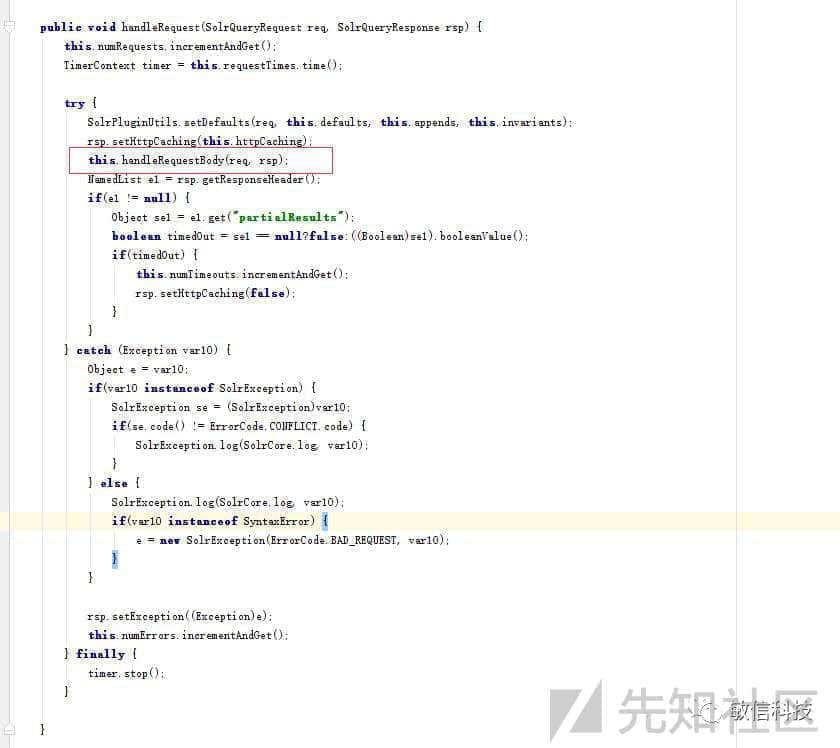 public void handleRequest(SolrQueryRequest req, SolrQueryResponse rsp) {
this.numRequests.incrementAndGet();
TimerContext timer = this.requestTimes.time();
try {
SolrPluginUtils.setDefaults(req, this.defaults, this.appends, this.invariants);
rsp.setHttpCaching(this.httpCaching);
this.handleRequestBody(req, rsp);
NamedList e1 = rsp.getResponseHeader();
if(e1 != null) {
Object se1 = e1.get("partialResults");
boolean timedOut = se1 == null?false:((Boolean)se1).booleanValue();
if(timedOut) {
this.numTimeouts.incrementAndGet();
rsp.setHttpCaching(false);
}
}
} catch (Exception var10) {
Object e = var10;
if(var10 instanceof SolrException) {
SolrException se = (SolrException)var10;
if(se.code() != ErrorCode.CONFLICT.code) {
SolrException.log(SolrCore.log, var10);
}
} else {
SolrException.log(SolrCore.log, var10);
if(var10 instanceof SyntaxError) {
e = new SolrException(ErrorCode.BAD_REQUEST, var10);
}
}
rsp.setException((Exception)e);
this.numErrors.incrementAndGet();
} finally {
timer.stop();
}
}
先知社区
敏信科技